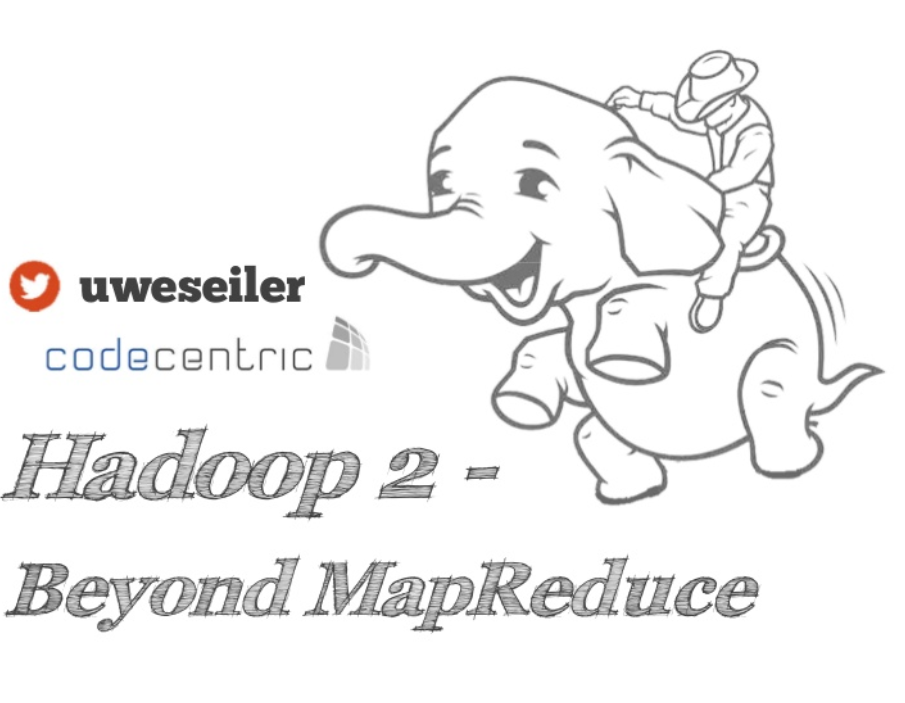 uweseiler
codecentric
Hadoop 2 -
Beyond MapReduce